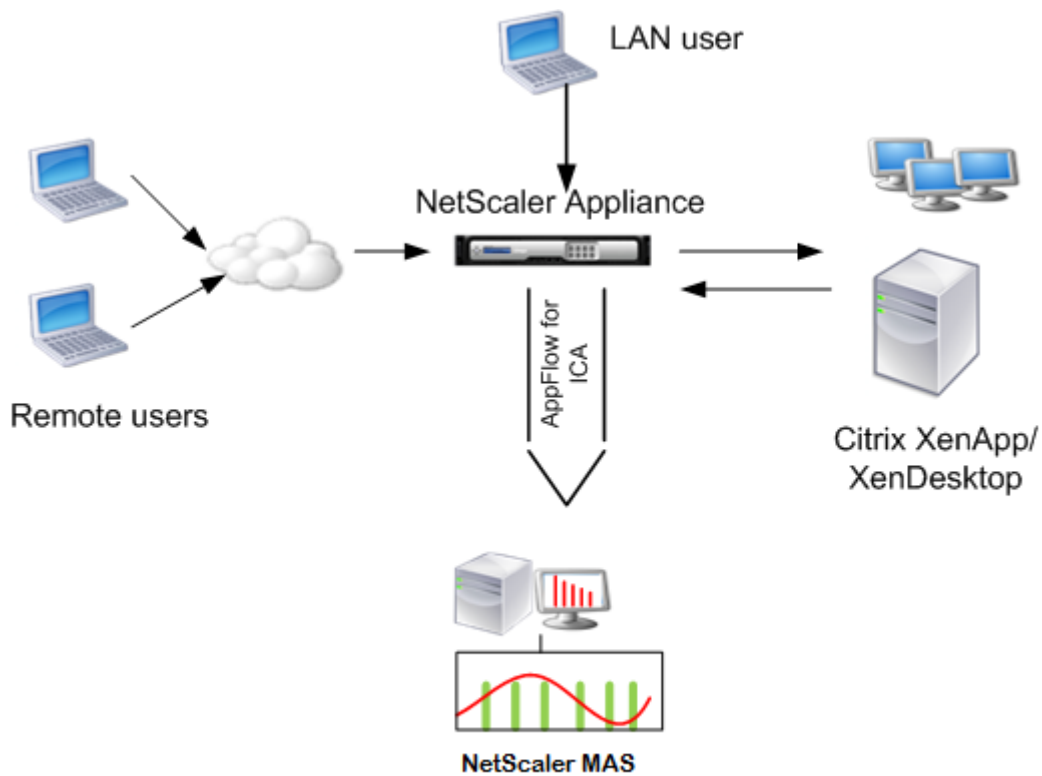 LAN user
NetScaler Appliance
AppFlow for
ICA
Remote users
Citrix XenApp/
XenDesktop
NetScaler MAS